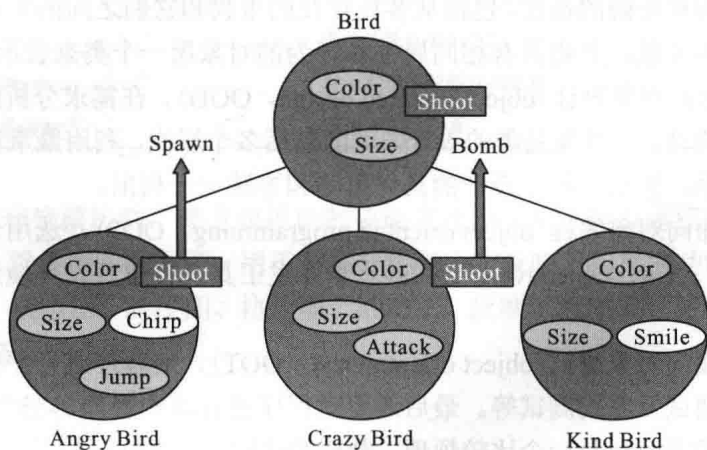 Bird
Color
Shoot
Size
Spawn
Bomb
Color
Shoot
Size
Chirp
Jump
Angry Bird
Color
Shoot
Size
Attack
Crazy Bird
Color
Size
Smile
Kind Bird